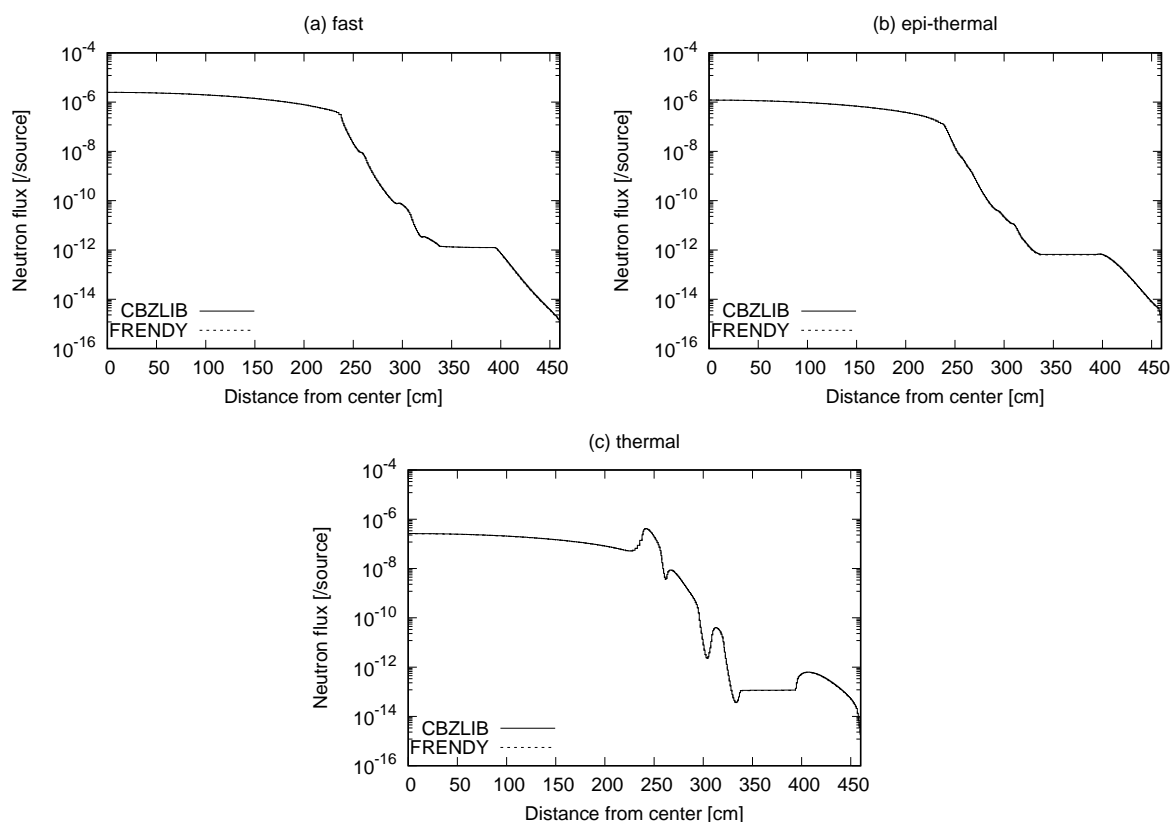 (a) fast
10^-4
10^-6
10^-8
10^-10
10^-12
10^-14
10^-16
Neutron flux [/source]
CBZLIB
FRENDY
0 50 100 150 200 250 300 350 400 450
Distance from center [cm]
(b) epi-thermal
10^-4
10^-6
10^-8
10^-10
10^-12
10^-14
10^-16
Neutron flux [/source]
CBZLIB
FRENDY
0 50 100 150 200 250 300 350 400 450
Distance from center [cm]
(c) thermal
10^-4
10^-6
10^-8
10^-10
10^-12
10^-14
10^-16
Neutron flux [/source]
CBZLIB
FRENDY
0 50 100 150 200 250 300 350 400 450
Distance from center [cm]